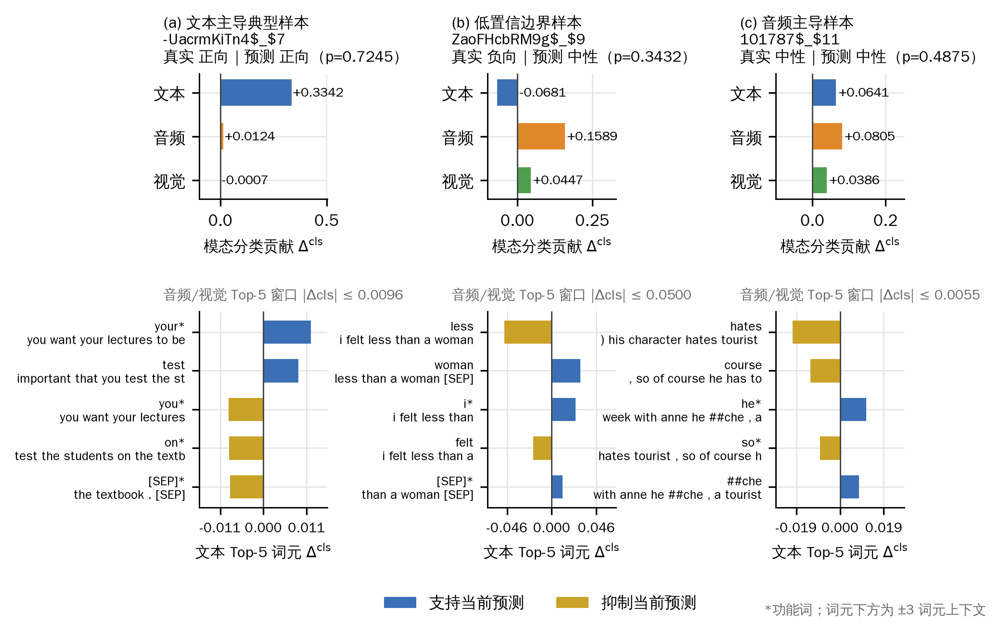 (a) 文本主导典型样本
-UacrmKiTn4$_$7
真实 正向 | 预测 正向（p=0.7245）
文本
+0.3342
音频
+0.0124
视觉
-0.0007
0.0 0.5
模态分类贡献 Δcls
(b) 低置信边界样本
ZaoFHcbRM9g$_$9
真实 负向 | 预测 中性（p=0.3432）
文本
-0.0681
音频
+0.1589
视觉
+0.0447
0.00 0.25
模态分类贡献 Δcls
(c) 音频主导样本
101787$_$11
真实 中性 | 预测 中性（p=0.4875）
文本
+0.0641
音频
+0.0805
视觉
+0.0386
0.0 0.2
模态分类贡献 Δcls
音频/视觉 Top-5 窗口 |Δcls| ≤ 0.0096
your*
you want your lectures to be
test
important that you test the st
you*
you want your lectures
on*
test the students on the textb
[SEP]*
the textbook . [SEP]
-0.011 0.000 0.011
文本 Top-5 词元 Δcls
音频/视觉 Top-5 窗口 |Δcls| ≤ 0.0500
less
i felt less than a woman
woman
less than a woman [SEP]
i*
i felt less than
felt
i felt less than a
[SEP]*
than a woman [SEP]
-0.046 0.000 0.046
文本 Top-5 词元 Δcls
音频/视觉 Top-5 窗口 |Δcls| ≤ 0.0055
hates
) his character hates tourist
course
, so of course he has to
he*
week with anne he ##che , a
so*
hates tourist , so of course h
##che
with anne he ##che , a tourist
-0.019 0.000 0.019
文本 Top-5 词元 Δcls
支持当前预测
抑制当前预测
*功能词；词元下方为 ±3 词元上下文